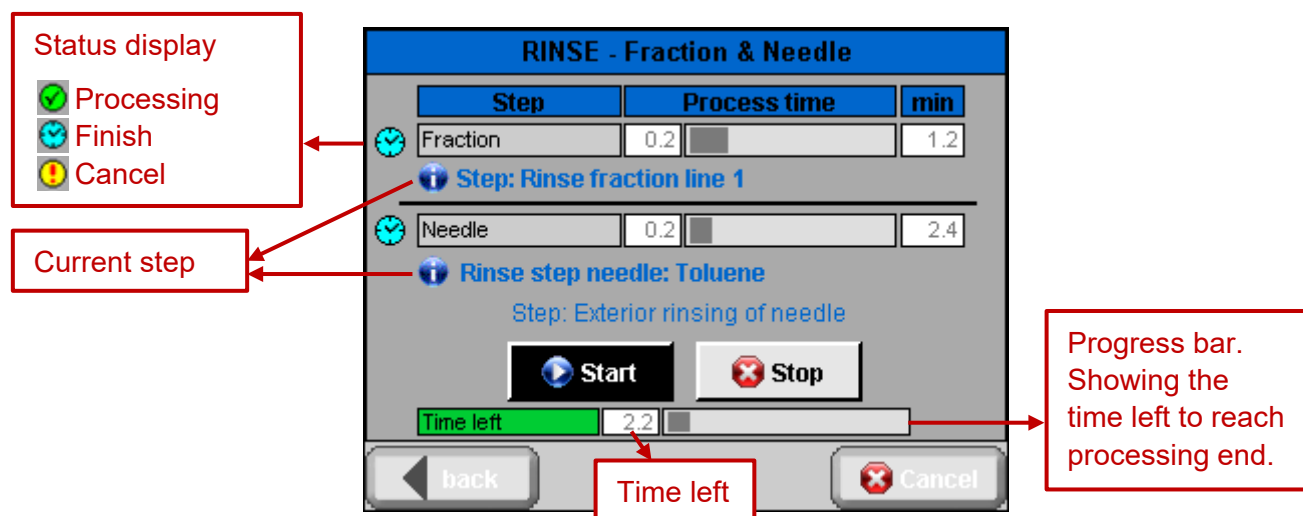 Status display
Processing
Finish
Cancel
Current step
RINSE - Fraction & Needle
Step Process time min
Fraction 0.2 1.2
Step: Rinse fraction line 1
Needle 0.2 2.4
Rinse step needle: Toluene
Step: Exterior rinsing of needle
Start Stop
Time left 2.2
back Cancel
Time left
Progress bar.
Showing the
time left to reach
processing end.